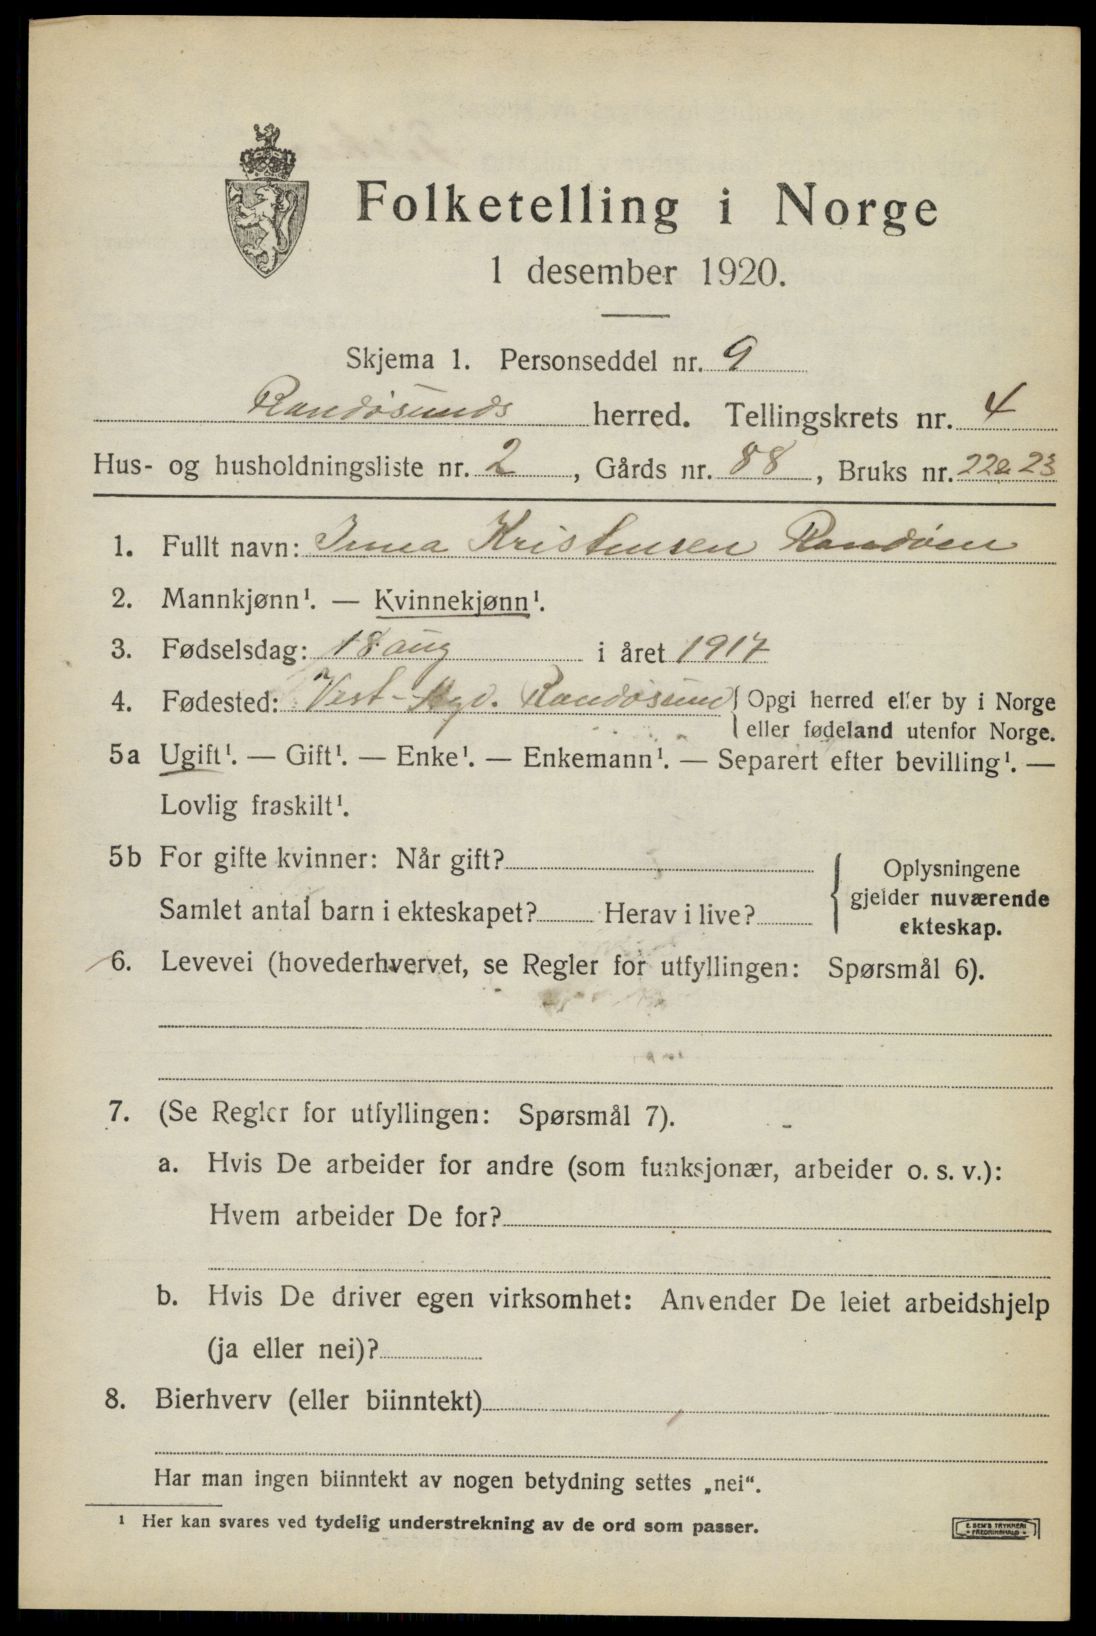 Folketelling i Norge
1 desember 1920.
Skjema 1. Personseddel nr. 9
Randøsunds herred. Tellingskrets nr. 4
Hus- og husholdningsliste nr. 2, Gårds nr. 88, Bruks nr. 22 & 23
1. Fullt navn: Irma Kristensen Randøen
2. Mannkjønn¹. — Kvinnekjønn¹.
3. Fødselsdag: 18 aug i året 1917
4. Fødested: Vest-Agd. Randøsund { Opgi herred eller by i Norge
eller fødeland utenfor Norge.
5a Ugift¹. — Gift¹. — Enke¹. — Enkemann¹. — Separert efter bevilling¹. —
Lovlig fraskilt¹.
5b For gifte kvinner: Når gift?
Samlet antal barn i ekteskapet? Herav i live?
Oplysningene
gjelder nuværende
ekteskap.
6. Levevei (hovederhvervet, se Regler for utfyllingen: Spørsmål 6).
7. (Se Regler for utfyllingen: Spørsmål 7).
a. Hvis De arbeider for andre (som funksjonær, arbeider o. s. v.):
Hvem arbeider De for?
b. Hvis De driver egen virksomhet: Anvender De leiet arbeidshjelp
(ja eller nei)?
8. Bierhverv (eller biinntekt)
Har man ingen biinntekt av nogen betydning settes „nei“.
¹ Her kan svares ved tydelig understrekning av de ord som passer.
E. SEM'S TRYKKERI
FREDRIKSHALD